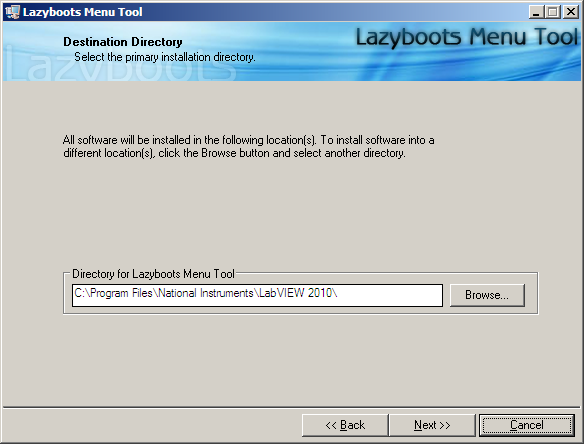 Lazyboots Menu Tool
Destination Directory
Lazyboots Menu Tool
Select the primary installation directory.
Lazyboots
All software will be installed in the following location(s). To install software into a
different location(s), click the Browse button and select another directory.
Directory for Lazyboots Menu Tool
C:\Program Files\National Instruments\LabVIEW 2010\
Browse...
<< Back
Next >>
Cancel